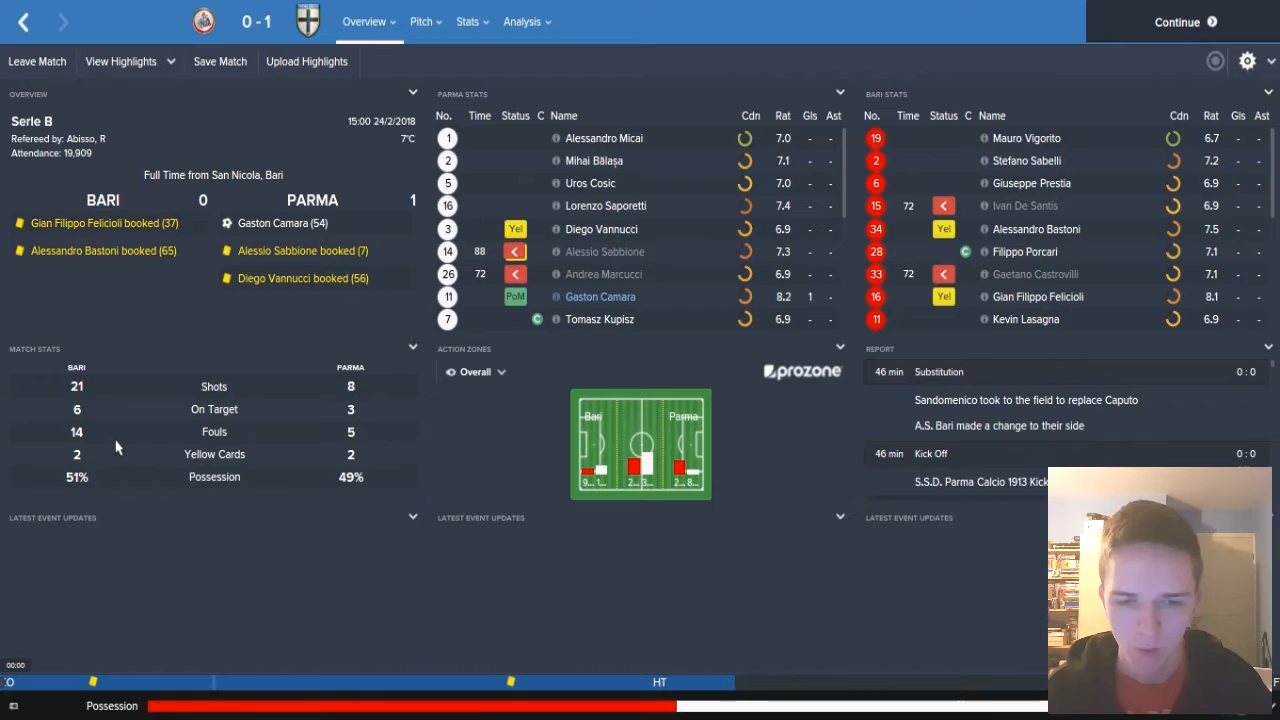 0 - 1
Overview
Pitch
Stats
Analysis
Continue
Leave Match
View Highlights
Save Match
Upload Highlights
OVERVIEW
Serie B
15:00 24/2/2018
Refereed by: Abisso, R
7°C
Attendance: 19,909
Full Time from San Nicola, Bari
BARI 0 PARMA 1
Gian Filippo Felicioli booked (37)
Gaston Camara (54)
Alessandro Bastoni booked (65)
Alessio Sabbione booked (7)
Diego Vannucci booked (56)
MATCH STATS
BARI PARMA
21 Shots 8
6 On Target 3
14 Fouls 5
2 Yellow Cards 2
51% Possession 49%
LATEST EVENT UPDATES
PARMA STATS
No. Time Status C Name Cdn Rat Gls Ast
1 Alessandro Micai 7.0 - -
2 Mihai Bălașa 7.1 - -
5 Uros Cosic 7.0 - -
16 Lorenzo Saporetti 7.4 - -
3 Yel Diego Vannucci 6.9 - -
14 88 Alessio Sabbione 7.3 - -
26 72 Andrea Marcucci 6.9 - -
11 PoM Gaston Camara 8.2 1 -
7 C Tomasz Kupisz 6.9 - -
ACTION ZONES
Overall
prozone
Bari Parma
9... 1... 2... 3... 2... 8...
LATEST EVENT UPDATES
BARI STATS
No. Time Status C Name Cdn Rat Gls Ast
19 Mauro Vigorito 6.7 - -
2 Stefano Sabelli 7.2 - -
6 Giuseppe Prestia 6.9 - -
15 72 Ivan De Santis 6.9 - -
34 Yel Alessandro Bastoni 7.5 - -
28 C Filippo Porcari 7.1 - -
33 72 Gaetano Castrovilli 7.1 - -
16 Yel Gian Filippo Felicioli 8.1 - -
11 Kevin Lasagna 6.9 - -
REPORT
46 min Substitution 0 : 0
Sandomenico took to the field to replace Caputo
A.S. Bari made a change to their side
46 min Kick Off 0 : 0
S.S.D. Parma Calcio 1913 Kick
LATEST EVENT UPDATES
00:00
HT
Possession